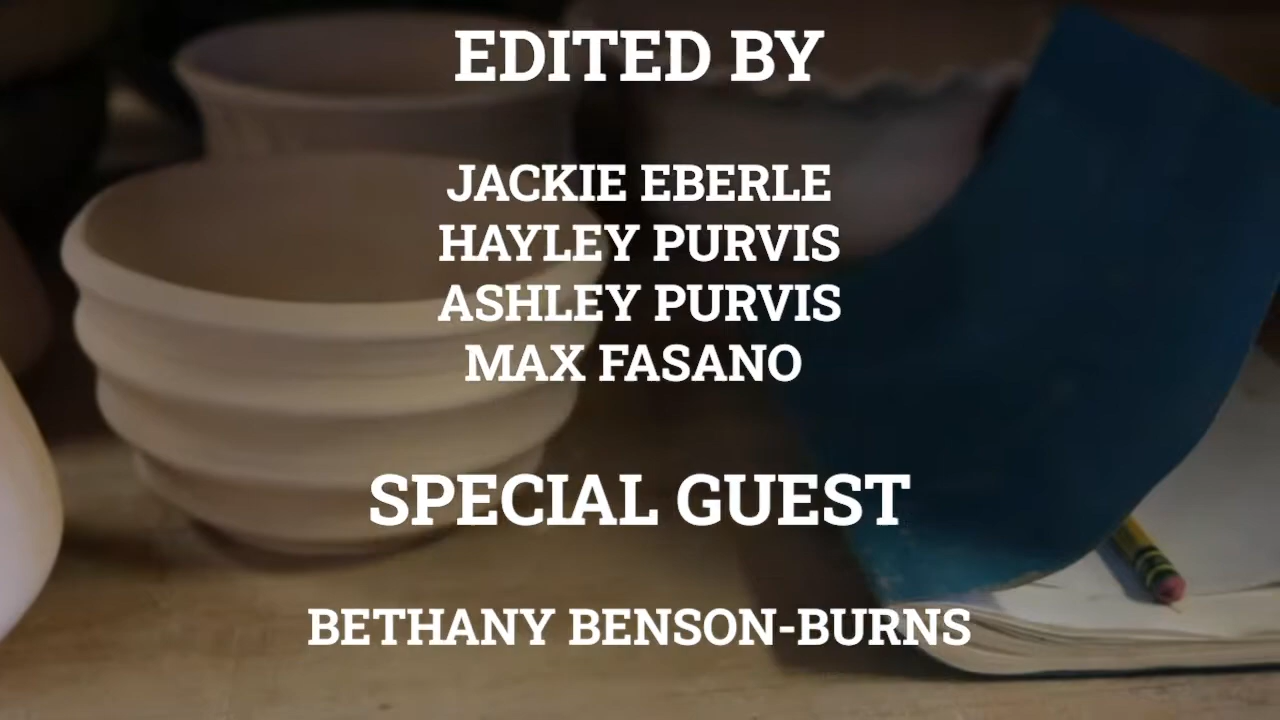 EDITED BY
JACKIE EBERLE
HAYLEY PURVIS
ASHLEY PURVIS
MAX FASANO
SPECIAL GUEST
BETHANY BENSON-BURNS